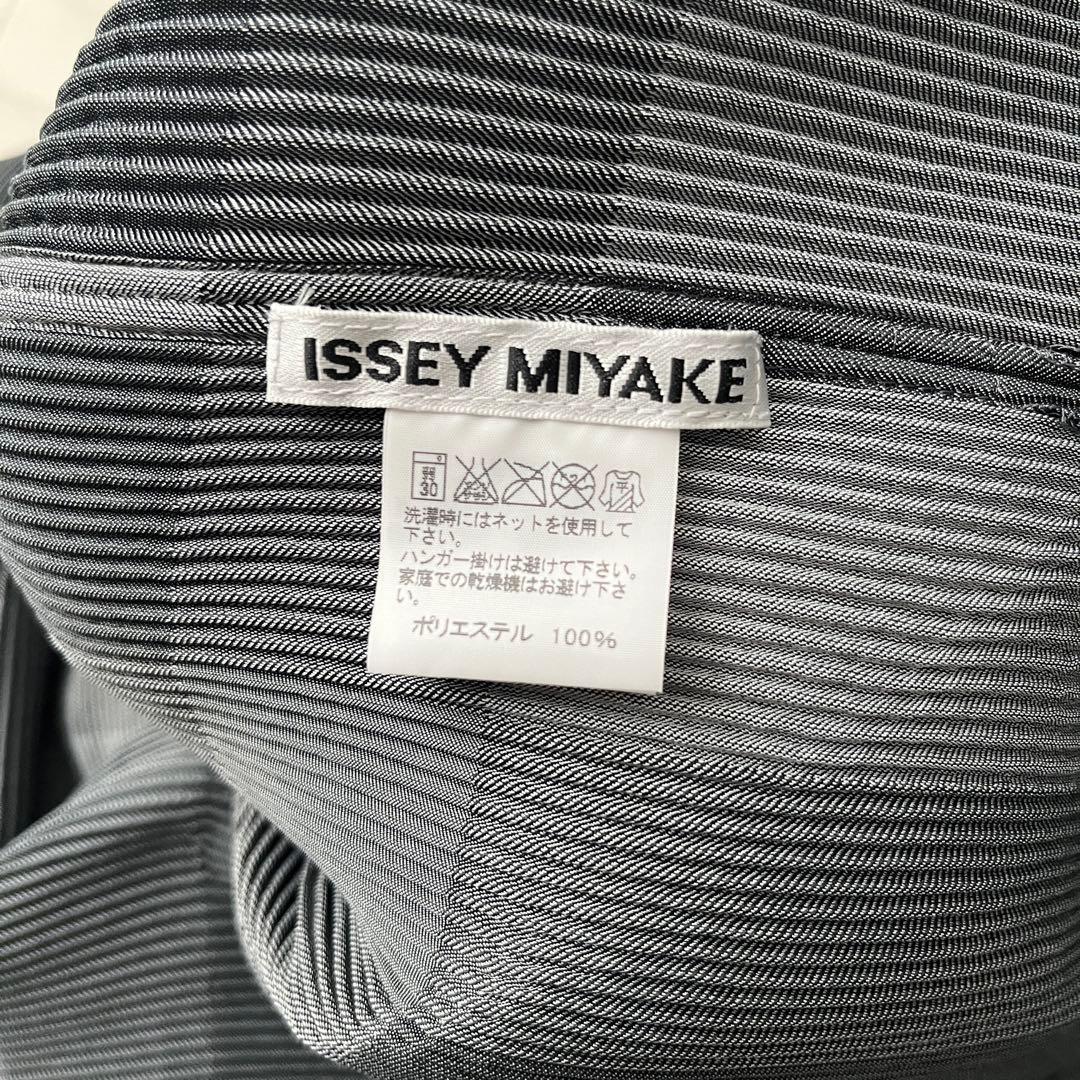 ISSEY MIYAKE
30
洗濯時にはネットを使用して
下さい。
ハンガー掛けは避けて下さい。
家庭での乾燥機はお避け下さ
い。
ポリエステル 100%